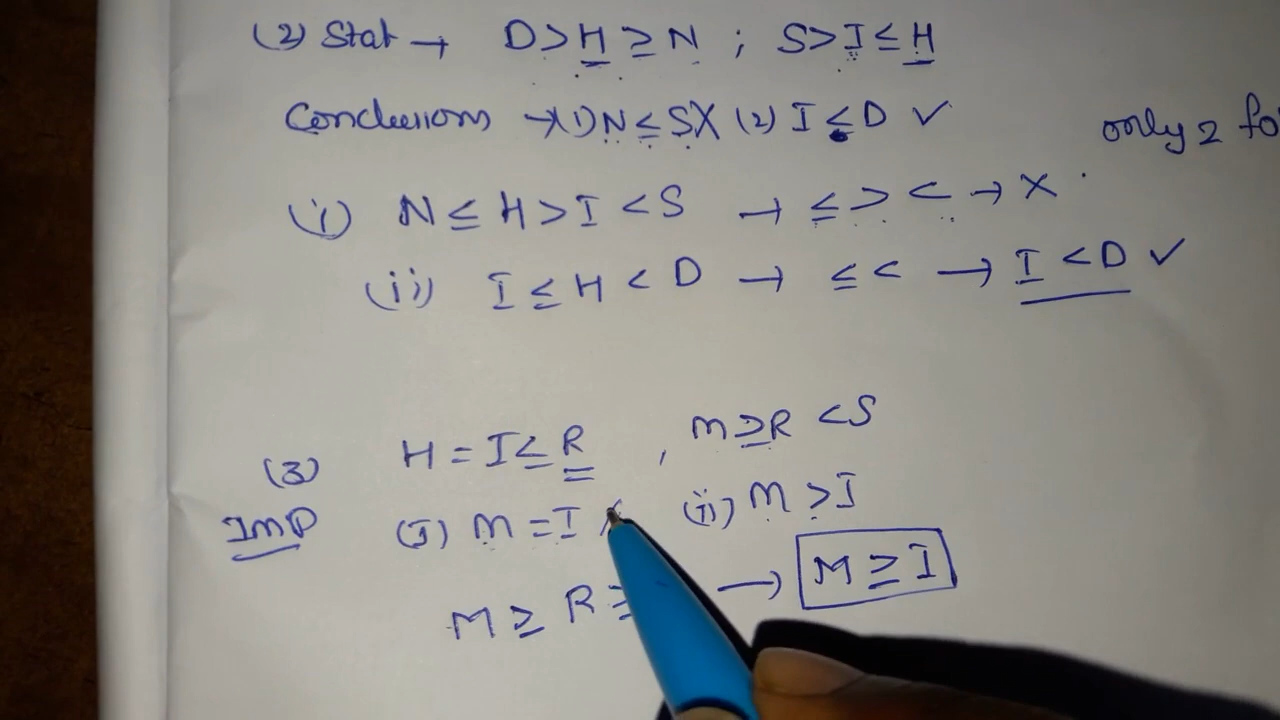 (2) Stat → D>H≥N ; S>I≤H
Conclusions → (1) N≤S X (2) I≤D ✓ only 2 fo
(i) N≤H>I<S → ≤>< → X
(ii) I≤H<D → ≤< → I<D ✓
(3) H=I≤R , M≥R<S
Imp (I) M=I (ii) M>I
M≥R≥ → M≥I